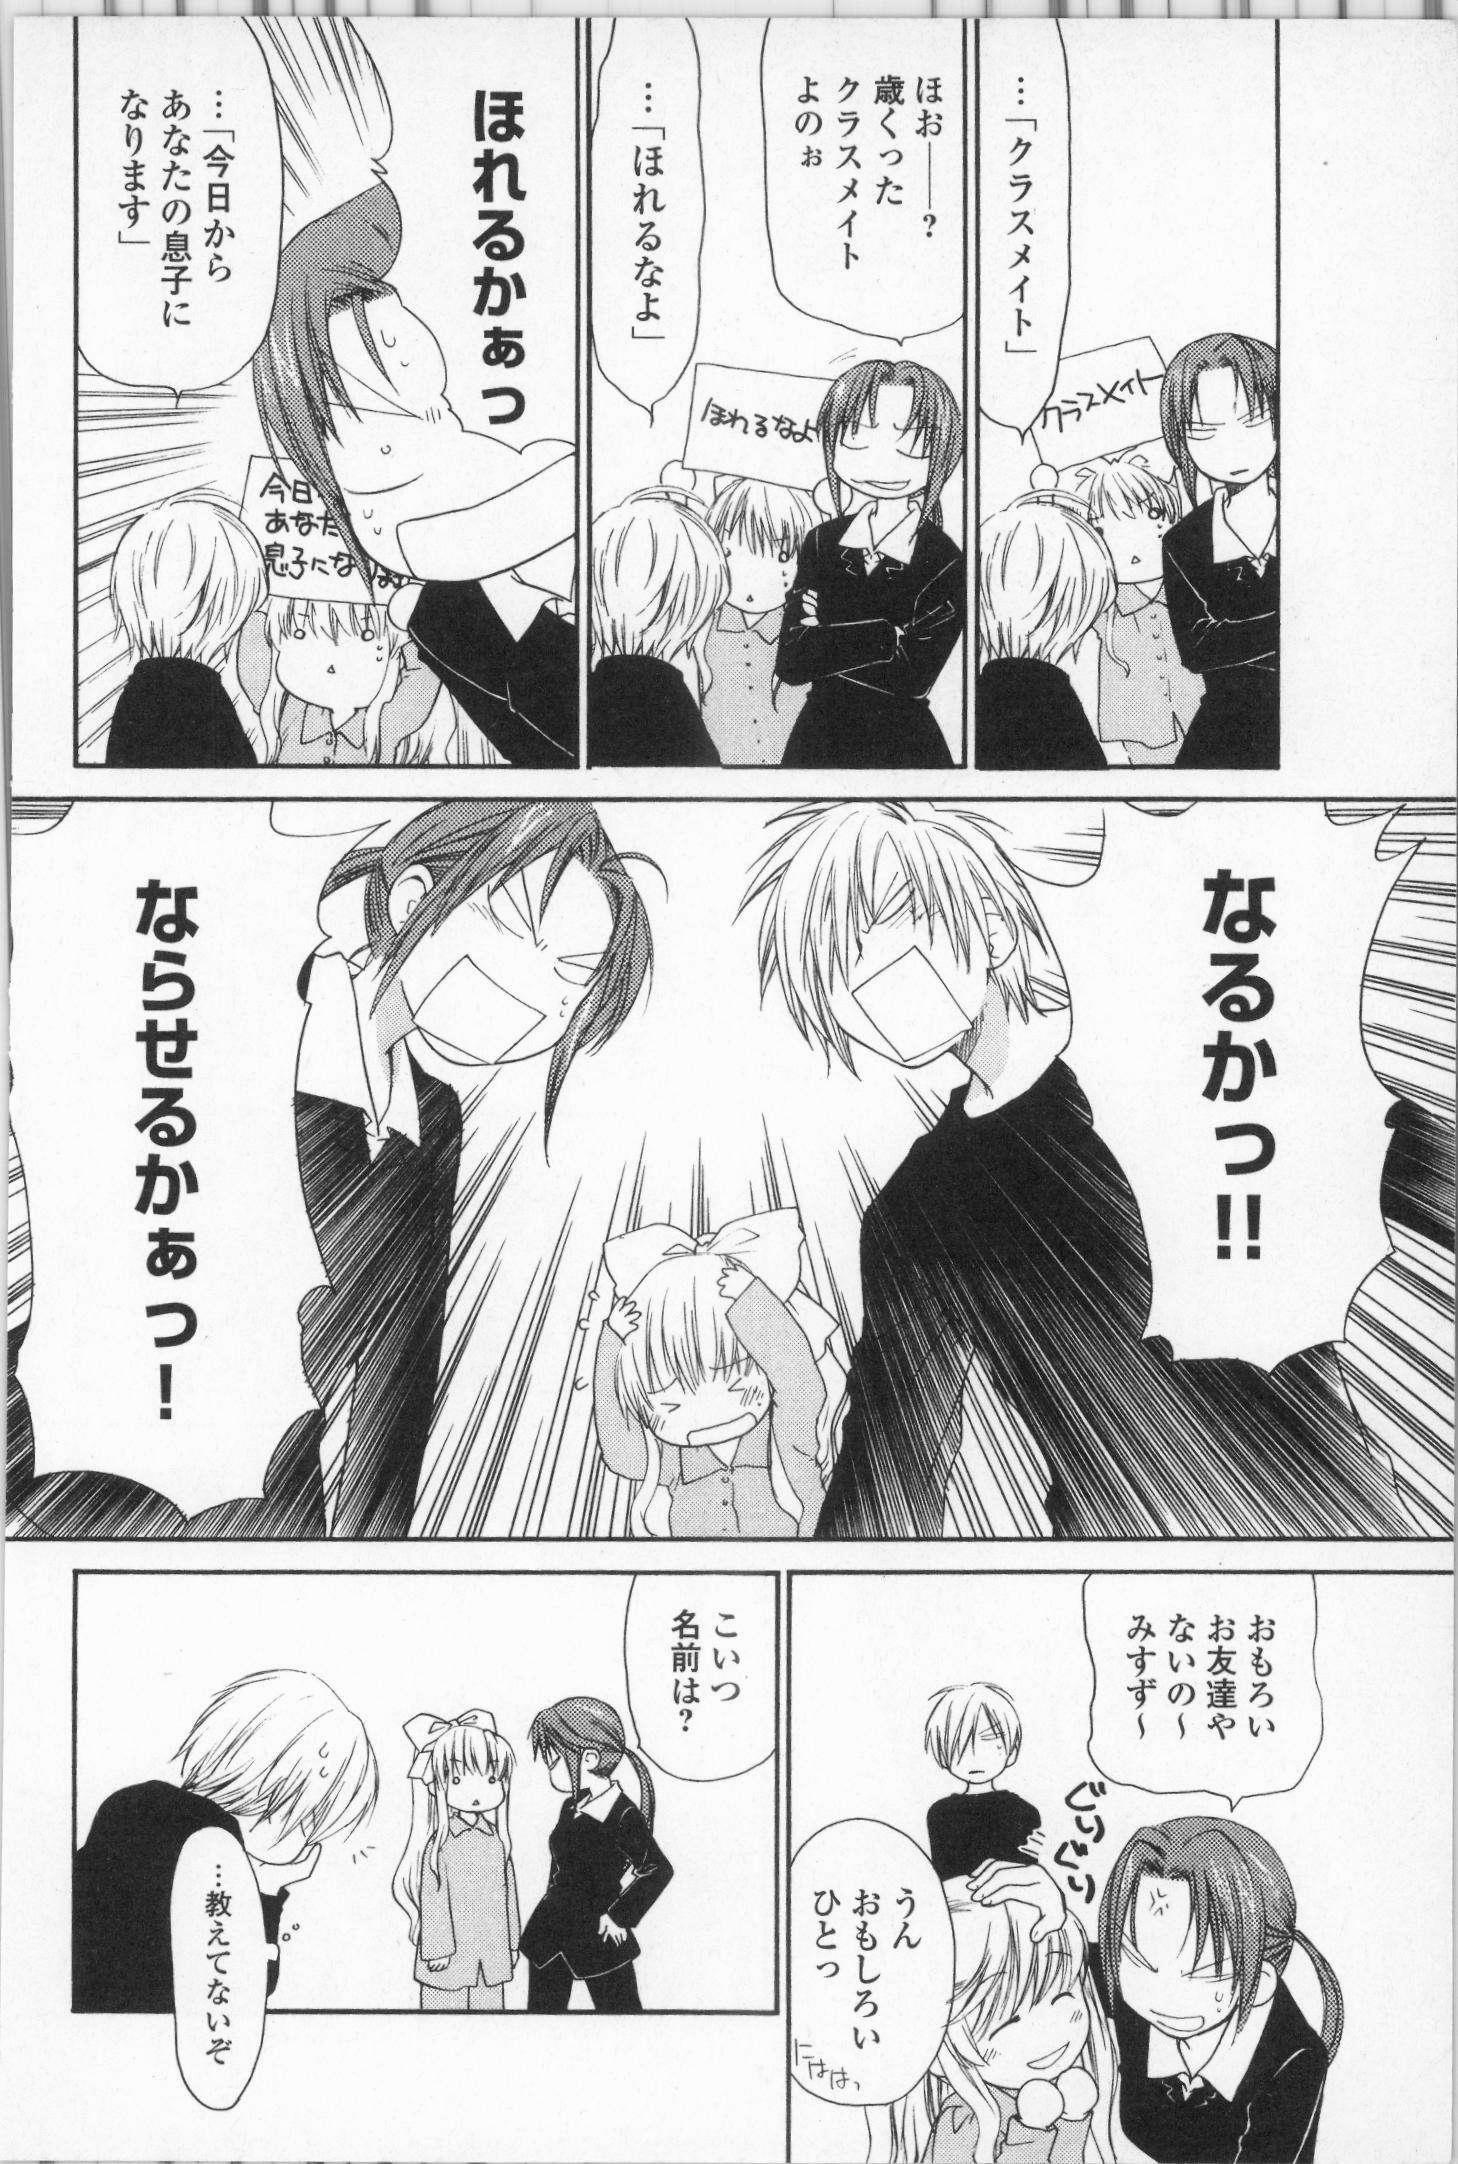 …「クラスメイト」
クラスメイト
ほお――？
歳くった
クラスメイト
よのぉ
…「ほれるなよ」
ほれるなよ
ほれるかぁっ
…「今日から
あなたの息子に
なります」
今日
あなた
息子にな
なるかっ!!
ならせるかぁっ！
おもろい
お友達や
ないの～
みすず～
ぐりぐり
うん
おもしろい
ひとっ
にははっ
こいつ
名前は？
…教えてないぞ